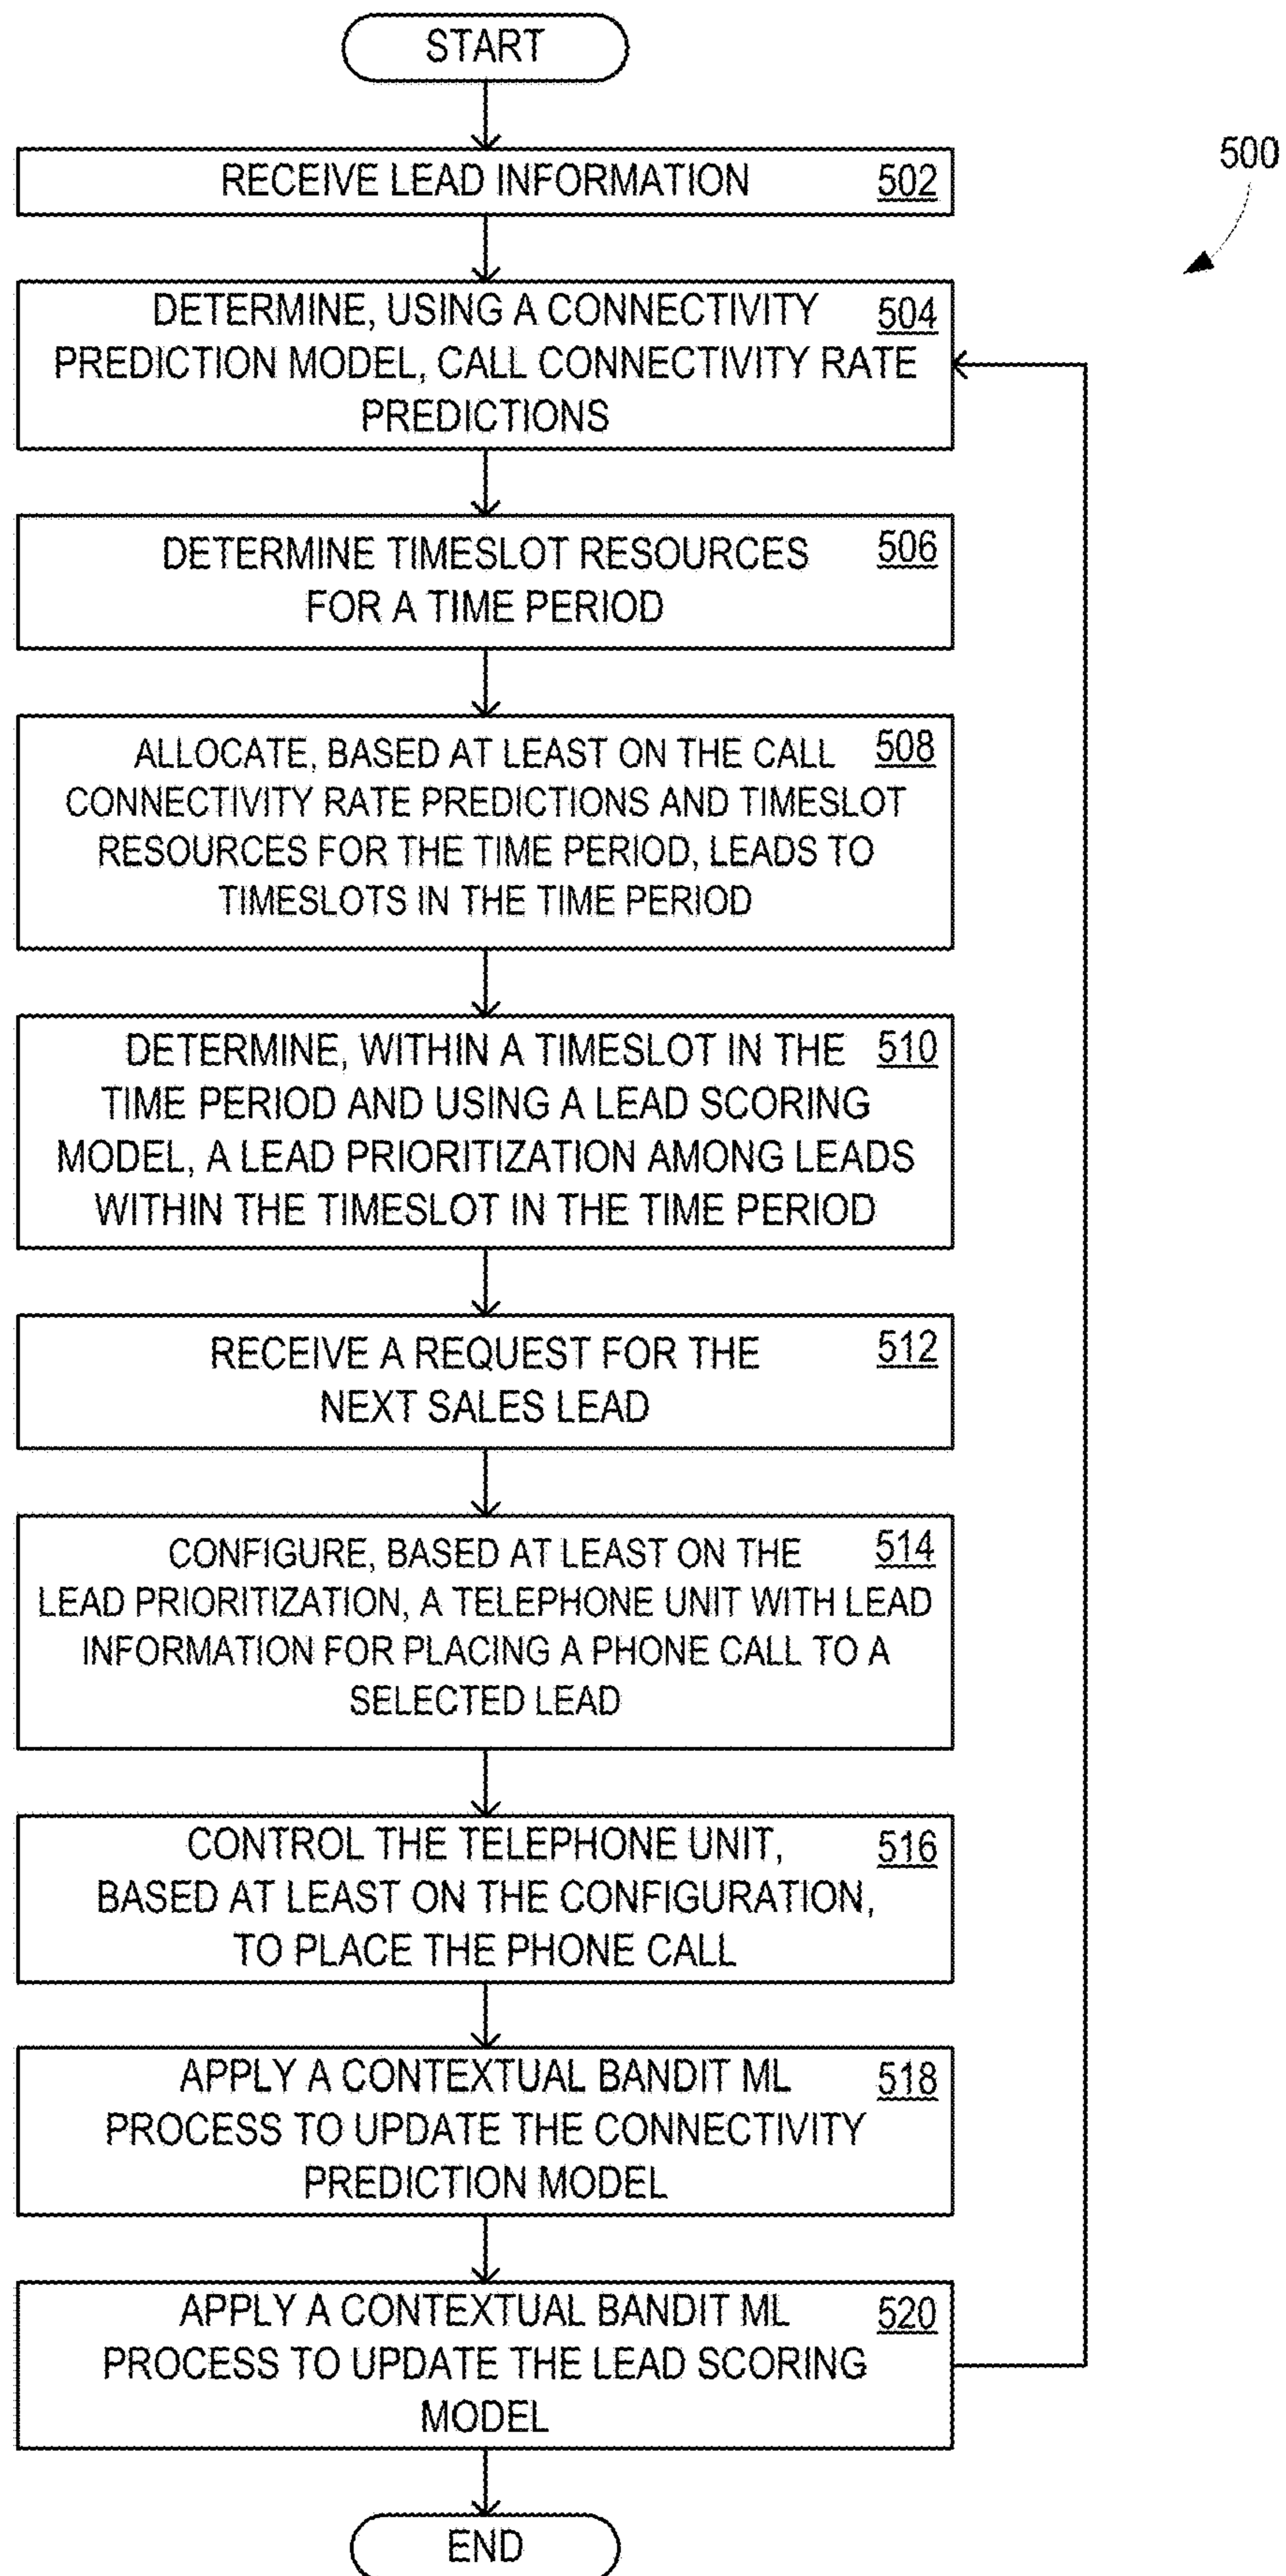 START
500
RECEIVE LEAD INFORMATION 502
DETERMINE, USING A CONNECTIVITY 504
PREDICTION MODEL, CALL CONNECTIVITY RATE
PREDICTIONS
DETERMINE TIMESLOT RESOURCES 506
FOR A TIME PERIOD
ALLOCATE, BASED AT LEAST ON THE CALL 508
CONNECTIVITY RATE PREDICTIONS AND TIMESLOT
RESOURCES FOR THE TIME PERIOD, LEADS TO
TIMESLOTS IN THE TIME PERIOD
DETERMINE, WITHIN A TIMESLOT IN THE 510
TIME PERIOD AND USING A LEAD SCORING
MODEL, A LEAD PRIORITIZATION AMONG LEADS
WITHIN THE TIMESLOT IN THE TIME PERIOD
RECEIVE A REQUEST FOR THE 512
NEXT SALES LEAD
CONFIGURE, BASED AT LEAST ON THE 514
LEAD PRIORITIZATION, A TELEPHONE UNIT WITH LEAD
INFORMATION FOR PLACING A PHONE CALL TO A
SELECTED LEAD
CONTROL THE TELEPHONE UNIT, 516
BASED AT LEAST ON THE CONFIGURATION,
TO PLACE THE PHONE CALL
APPLY A CONTEXTUAL BANDIT ML 518
PROCESS TO UPDATE THE CONNECTIVITY
PREDICTION MODEL
APPLY A CONTEXTUAL BANDIT ML 520
PROCESS TO UPDATE THE LEAD SCORING
MODEL
END